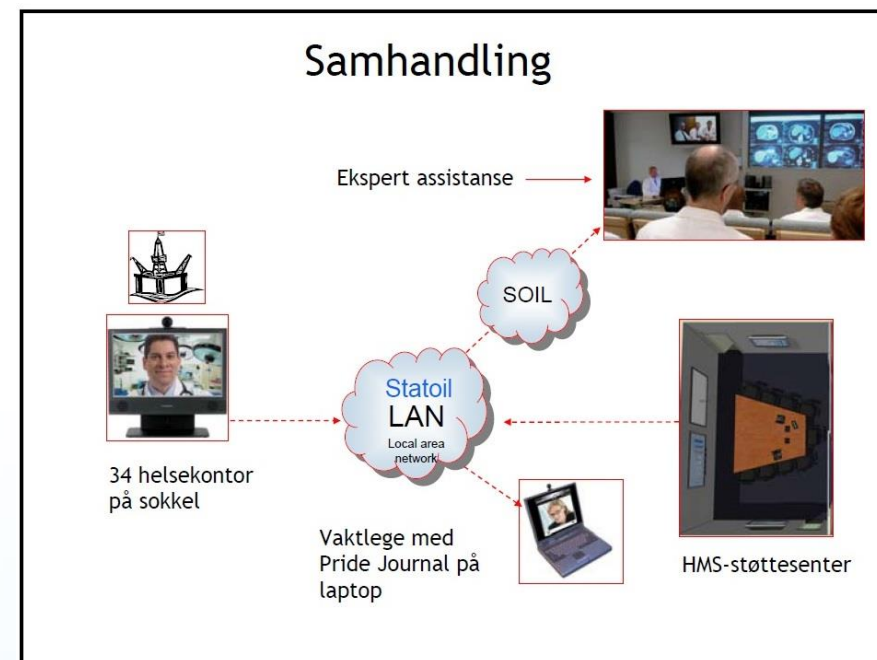 Samhandling
Ekspert assistanse
SOIL
Statoil
LAN
Local area
network
34 helsekontor
på sokkel
Vaktlege med
Pride Journal på
laptop
HMS-støttesenter